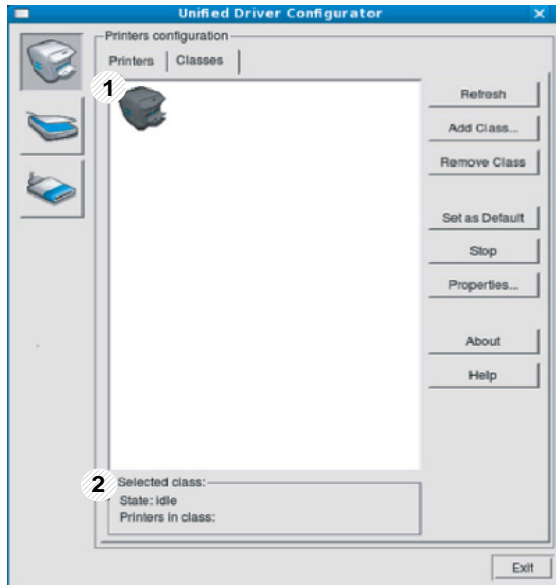 Unified Driver Configurator
Printers configuration
Printers
Classes
1
Refresh
Add Class...
Remove Class
Set as Default
Stop
Properties...
About
Help
2
Selected class:
State: idle
Printers in class:
Exit